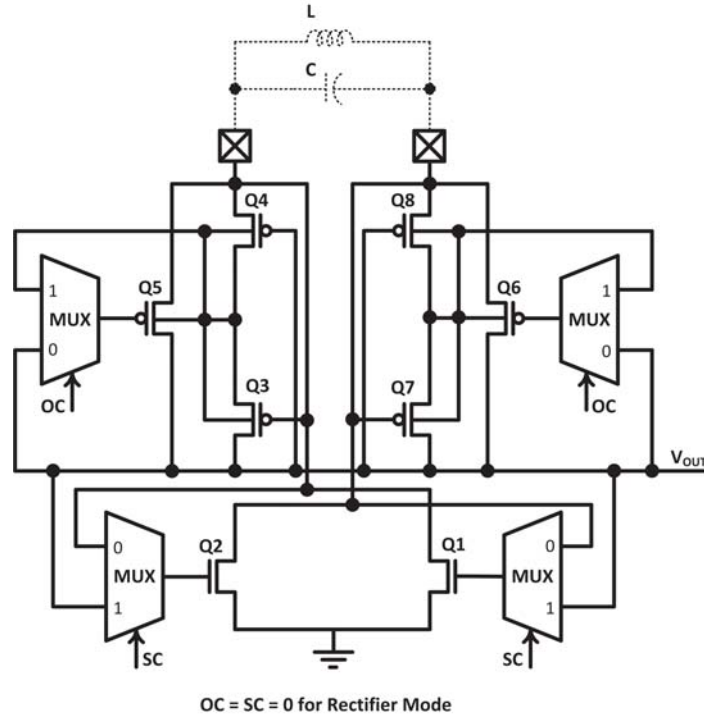 L
C
Q4
Q8
Q5
Q6
1
MUX
0
1
MUX
0
Q3
Q7
OC
OC
VOUT
Q2
Q1
0
MUX
1
0
MUX
1
SC
SC
OC = SC = 0 for Rectifier Mode